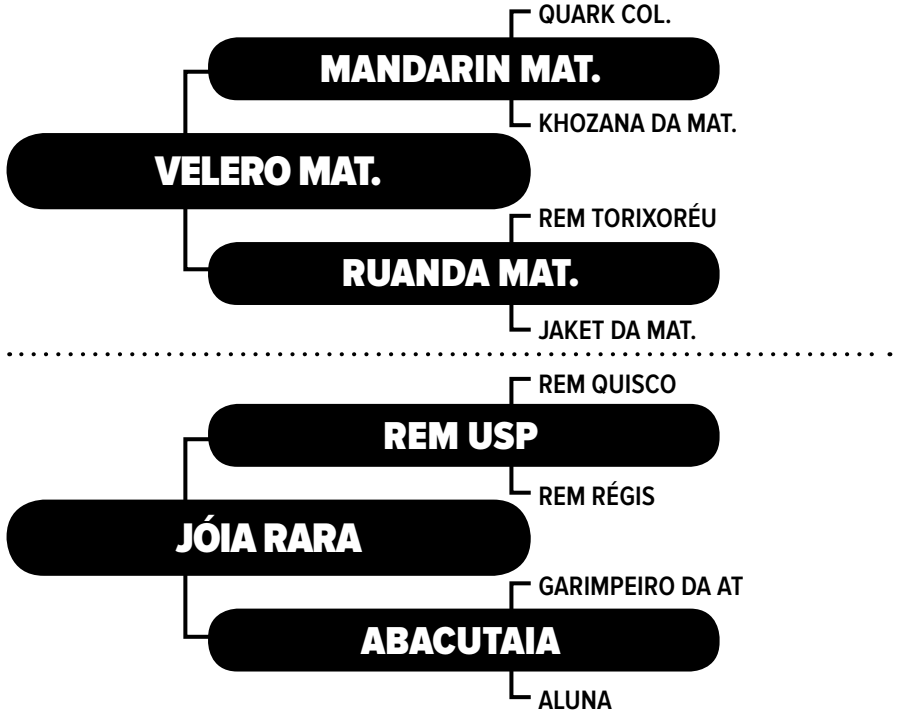 QUARK COL.
MANDARIN MAT.
KHOZANA DA MAT.
VELERO MAT.
REM TORIXORÉU
RUANDA MAT.
JAKET DA MAT.
REM QUISCO
REM USP
REM RÉGIS
JÓIA RARA
GARIMPEIRO DA AT
ABACUTAIA
ALUNA